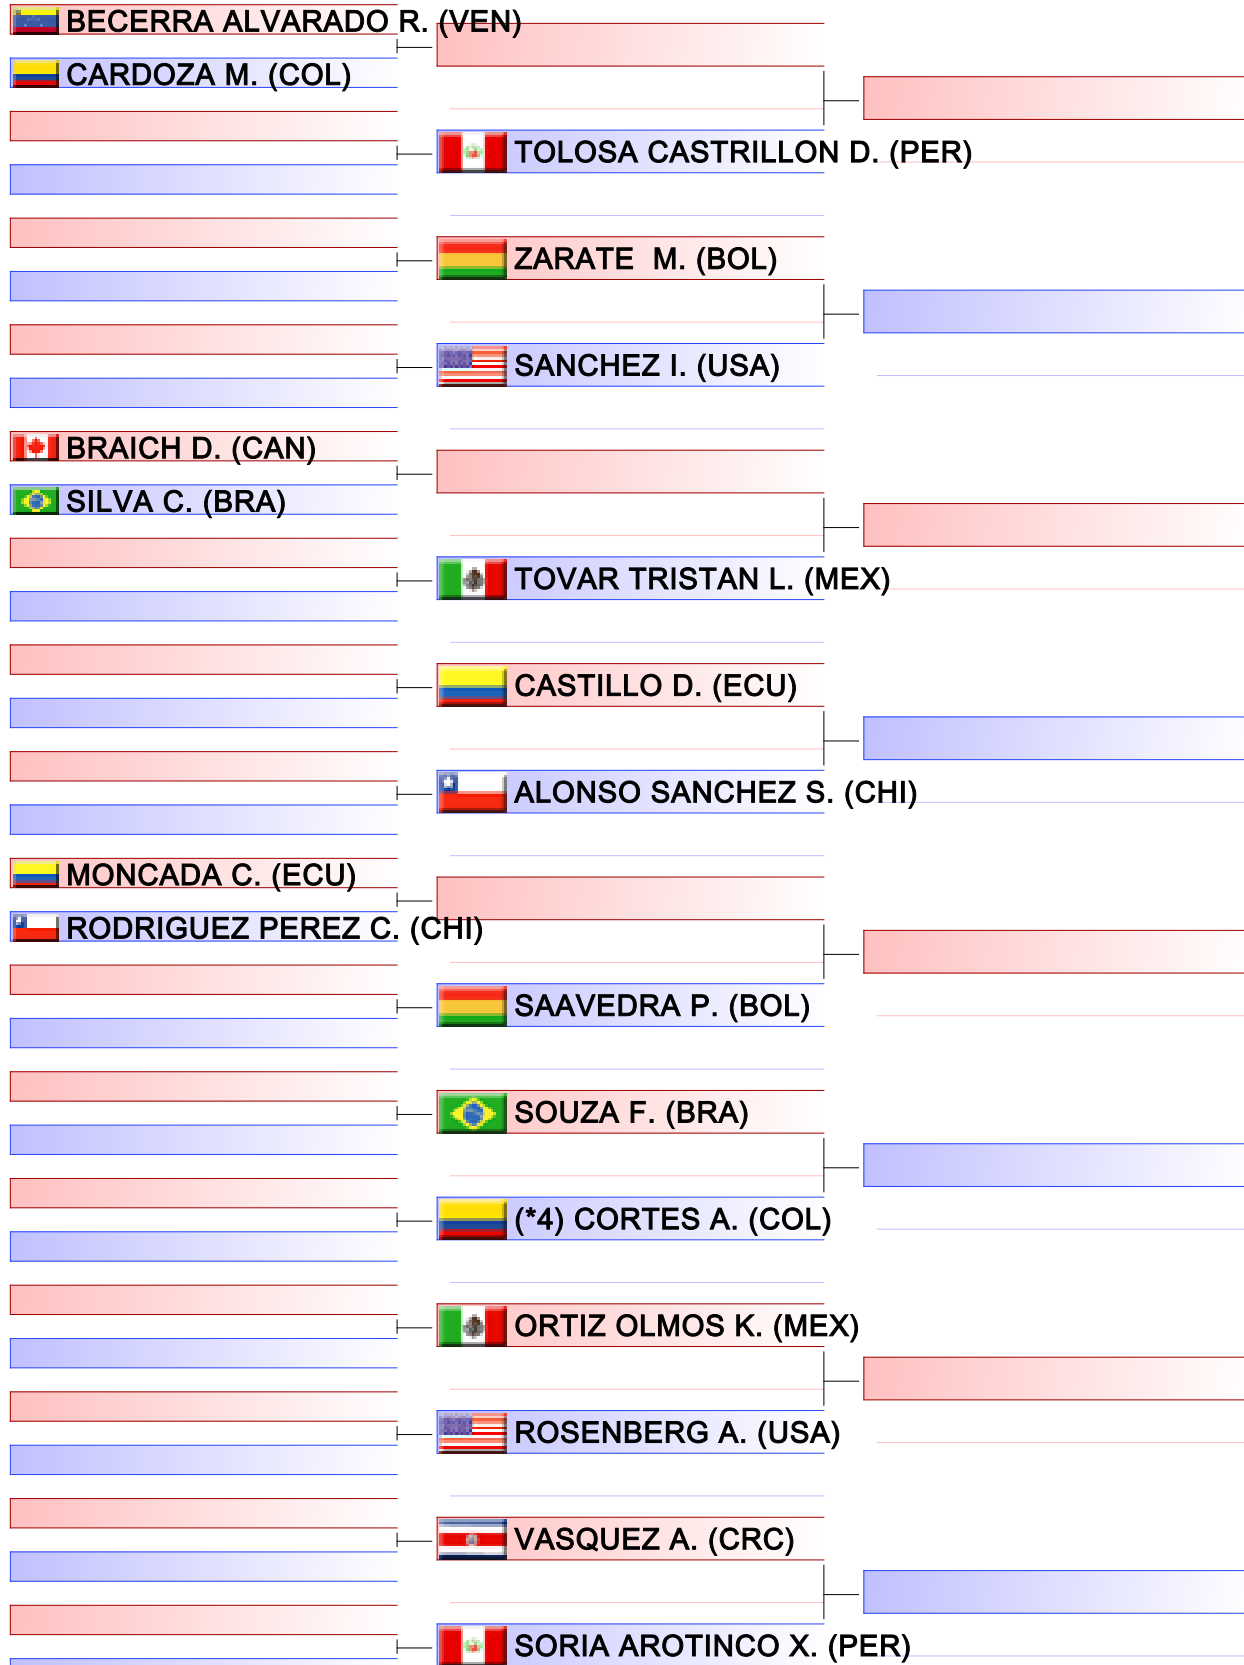 BECERRA ALVARADO R. (VEN)
CARDOZA M. (COL)
TOLOSA CASTRILLON D. (PER)
ZARATE  M. (BOL)
SANCHEZ I. (USA)
BRAICH D. (CAN)
SILVA C. (BRA)
TOVAR TRISTAN L. (MEX)
CASTILLO D. (ECU)
ALONSO SANCHEZ S. (CHI)
MONCADA C. (ECU)
RODRIGUEZ PEREZ C. (CHI)
SAAVEDRA P. (BOL)
SOUZA F. (BRA)
(*4) CORTES A. (COL)
ORTIZ OLMOS K. (MEX)
ROSENBERG A. (USA)
VASQUEZ A. (CRC)
SORIA AROTINCO X. (PER)